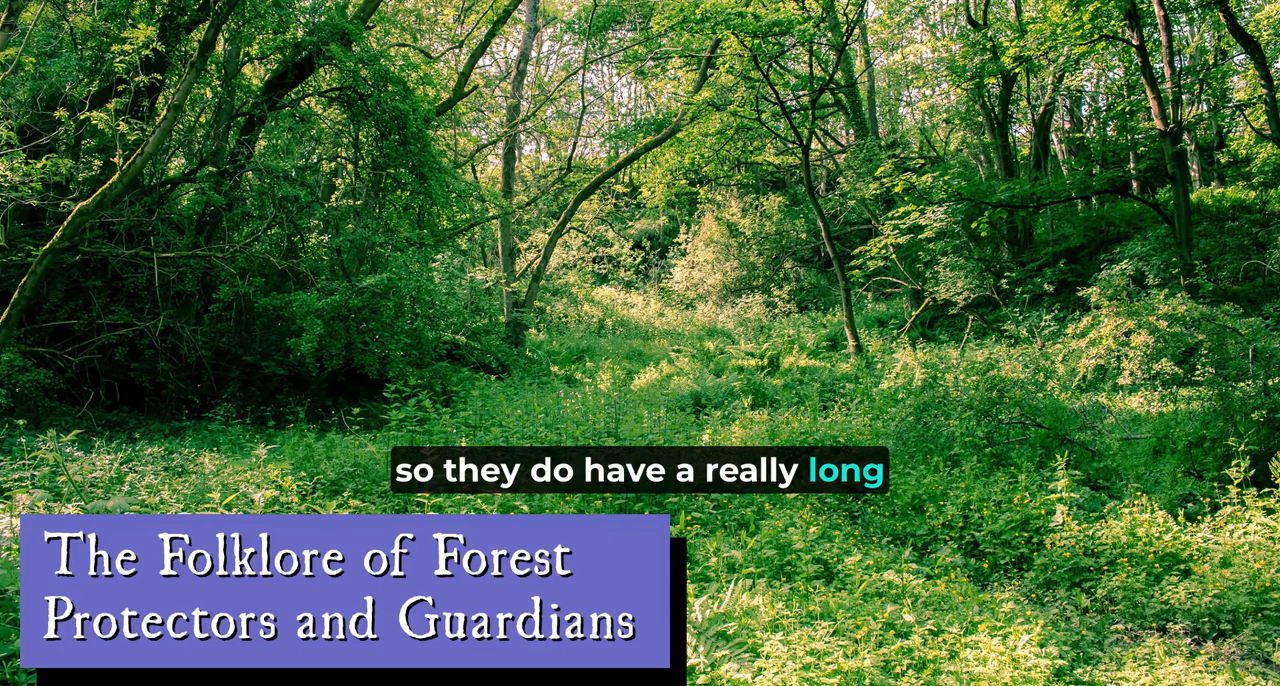 so they do have a really long
The Folklore of Forest
Protectors and Guardians